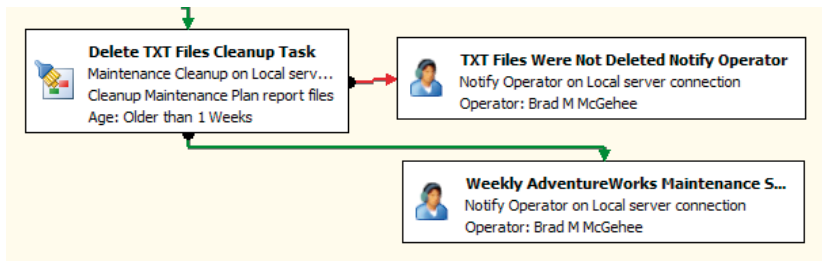 Delete TXT Files Cleanup Task
Maintenance Cleanup on Local serv...
Cleanup Maintenance Plan report files
Age: Older than 1 Weeks
TXT Files Were Not Deleted Notify Operator
Notify Operator on Local server connection
Operator: Brad M McGehee
Weekly AdventureWorks Maintenance S...
Notify Operator on Local server connection
Operator: Brad M McGehee